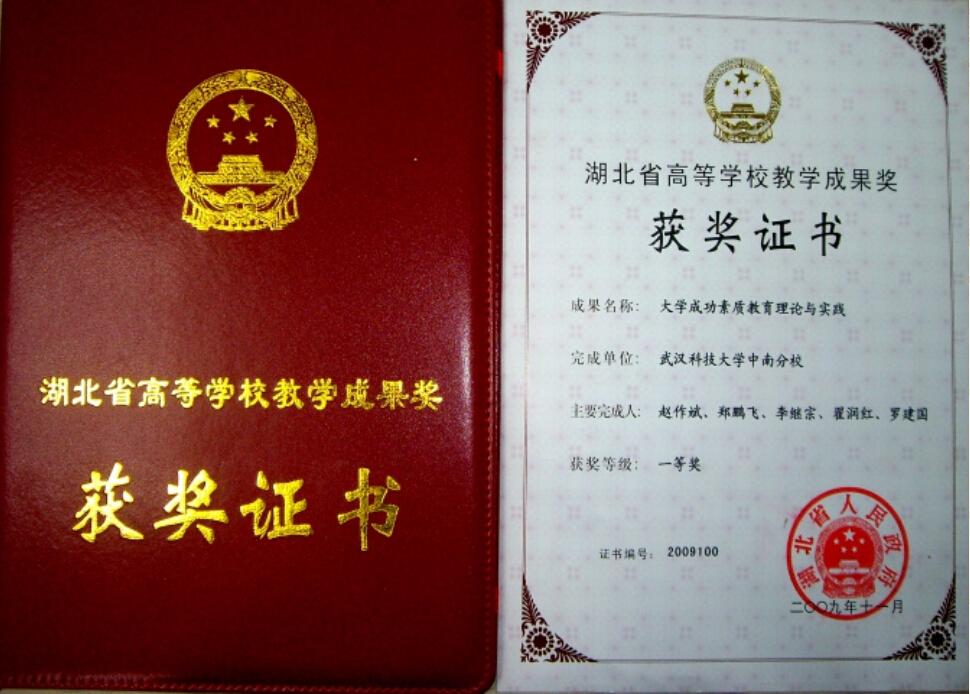 湖北省高等学校教学成果奖
获奖证书
湖北省高等学校教学成果奖
获奖证书
成果名称: 大学成功素质教育理论与实践
完成单位: 武汉科技大学中南分校
主要完成人: 赵作斌、郑鹏飞、李继宗、翟润红、罗建国
获奖等级: 一等奖
证书编号: 2009100
湖北省人民政府
二〇〇九年十一月